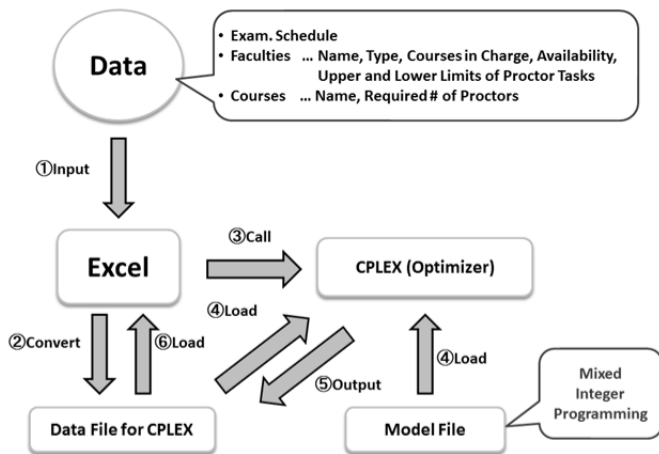 Data
• Exam. Schedule
• Faculties ... Name, Type, Courses in Charge, Availability,
Upper and Lower Limits of Proctor Tasks
• Courses ... Name, Required # of Proctors
①Input
Excel
③Call
CPLEX (Optimizer)
②Convert
⑥Load
④Load
⑤Output
④Load
Mixed
Integer
Programming
Data File for CPLEX
Model File